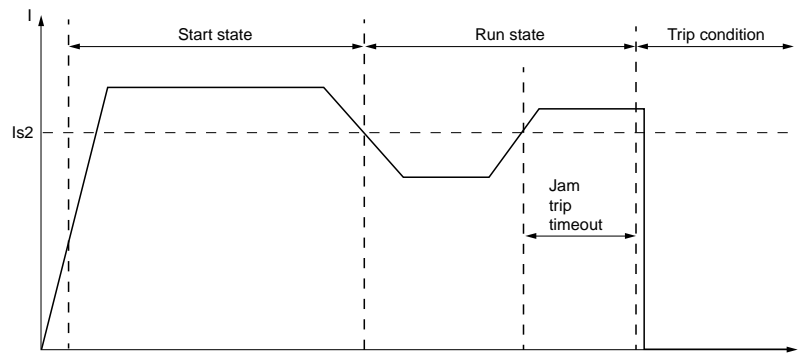 I
Start state
Run state
Trip condition
Is2
Jam
trip
timeout